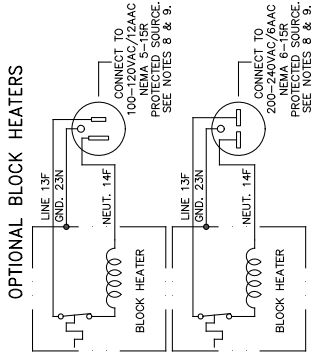 OPTIONAL BLOCK HEATERS
LINE 13F
GND. 23N
NEUT. 14F
BLOCK HEATER
CONNECT TO
100-120VAC/12AAC
NEMA 5-15R
PROTECTED SOURCE.
SEE NOTES 8 & 9.
LINE 13F
GND. 23N
NEUT. 14F
BLOCK HEATER
CONNECT TO
200-240VAC/6AAC
NEMA 6-15R
PROTECTED SOURCE.
SEE NOTES 8 & 9.